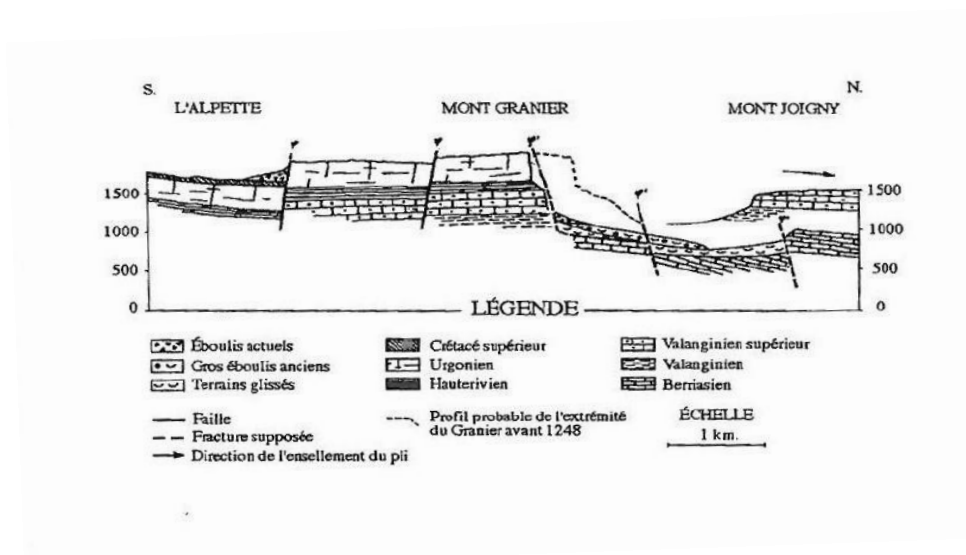 S. N.
L'ALPETTE MONT GRANIER MONT JOIGNY
1500 1500
1000 1000
500 500
0 0
LÉGENDE
Éboulis actuels Crétacé supérieur Valanginien supérieur
Gros éboulis anciens Urgonien Valanginien
Terrains glissés Hauterivien Berriasien
Faille Profil probable de l'extrémité ÉCHELLE
Fracture supposée du Granier avant 1248 1 km.
Direction de l'ensellement du pli